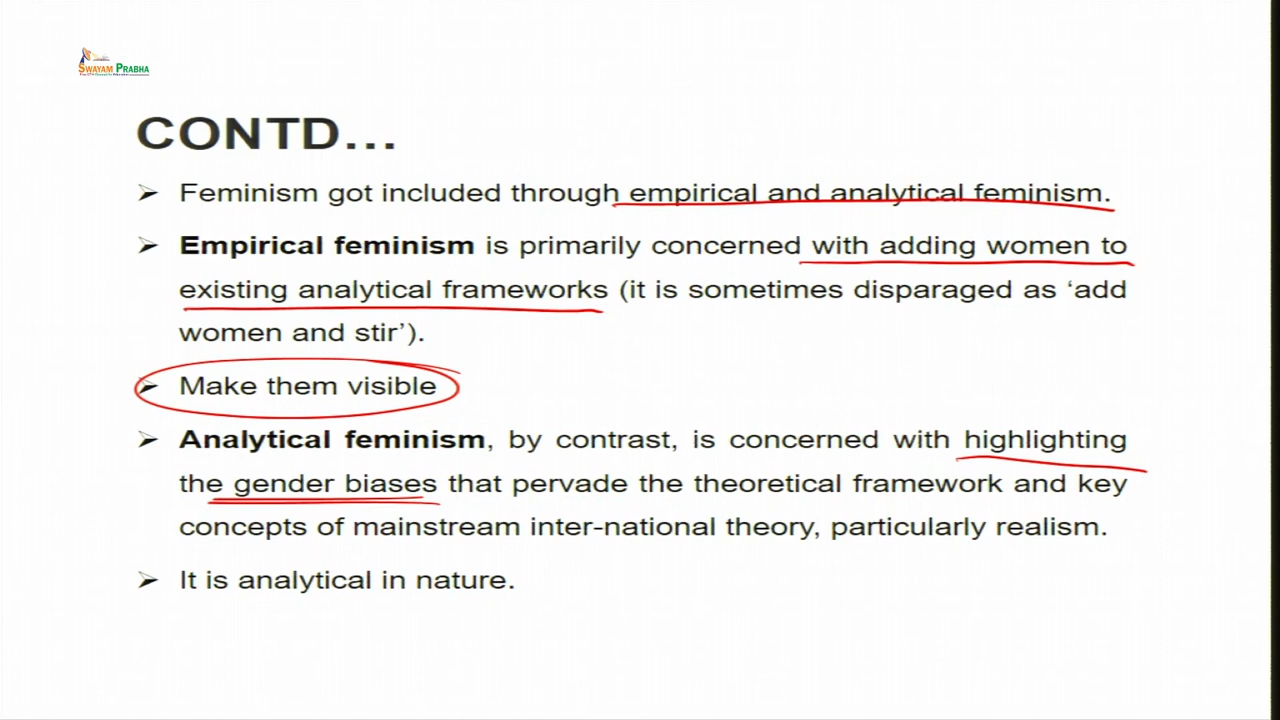 SWAYAM PRABHA
CONTD...
➢ Feminism got included through empirical and analytical feminism.
➢ Empirical feminism is primarily concerned with adding women to
existing analytical frameworks (it is sometimes disparaged as ‘add
women and stir’).
➢ Make them visible
➢ Analytical feminism, by contrast, is concerned with highlighting
the gender biases that pervade the theoretical framework and key
concepts of mainstream inter-national theory, particularly realism.
➢ It is analytical in nature.